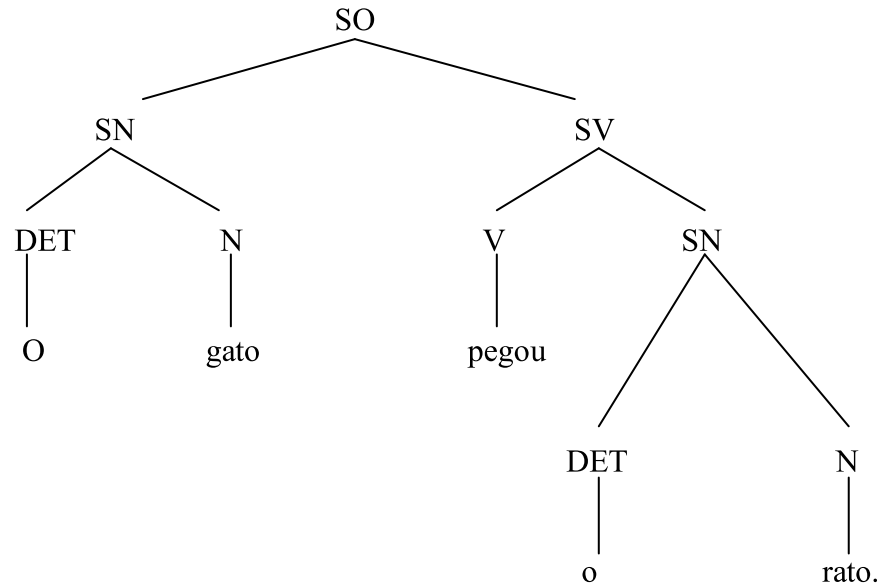 SO
SN SV
DET N V SN
O gato pegou
DET N
o rato.